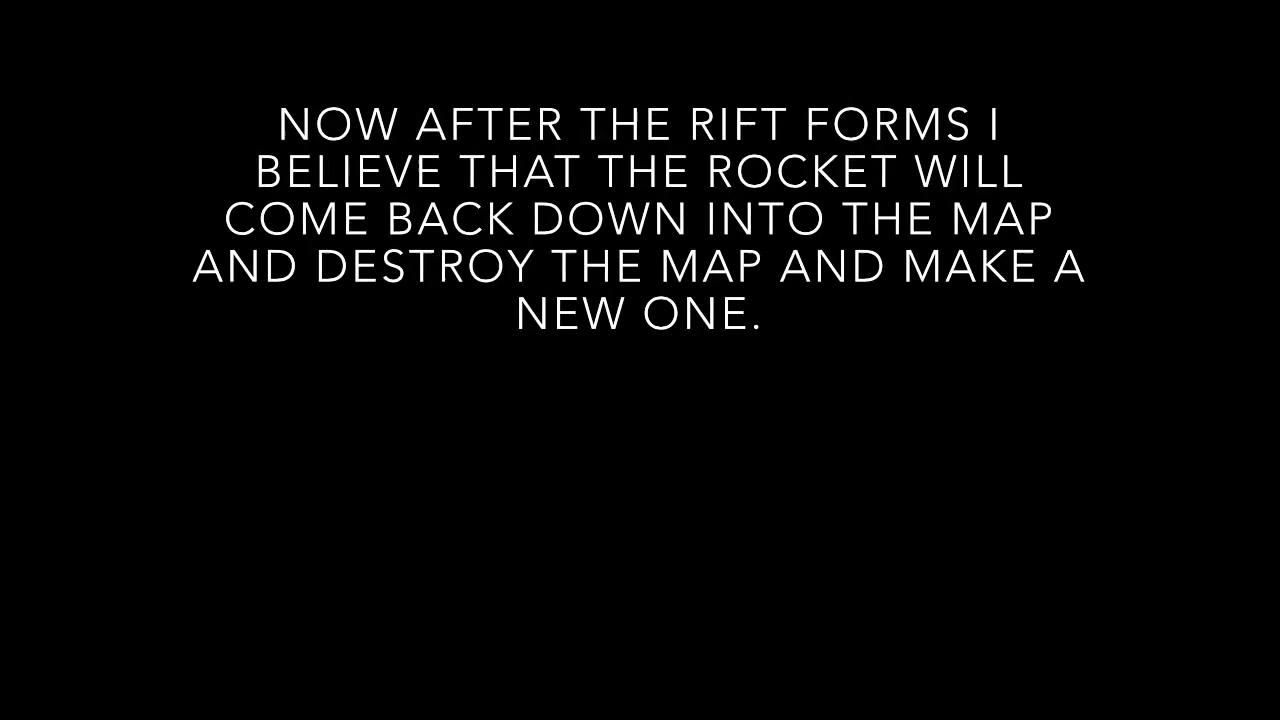 NOW AFTER THE RIFT FORMS I
BELIEVE THAT THE ROCKET WILL
COME BACK DOWN INTO THE MAP
AND DESTROY THE MAP AND MAKE A
NEW ONE.